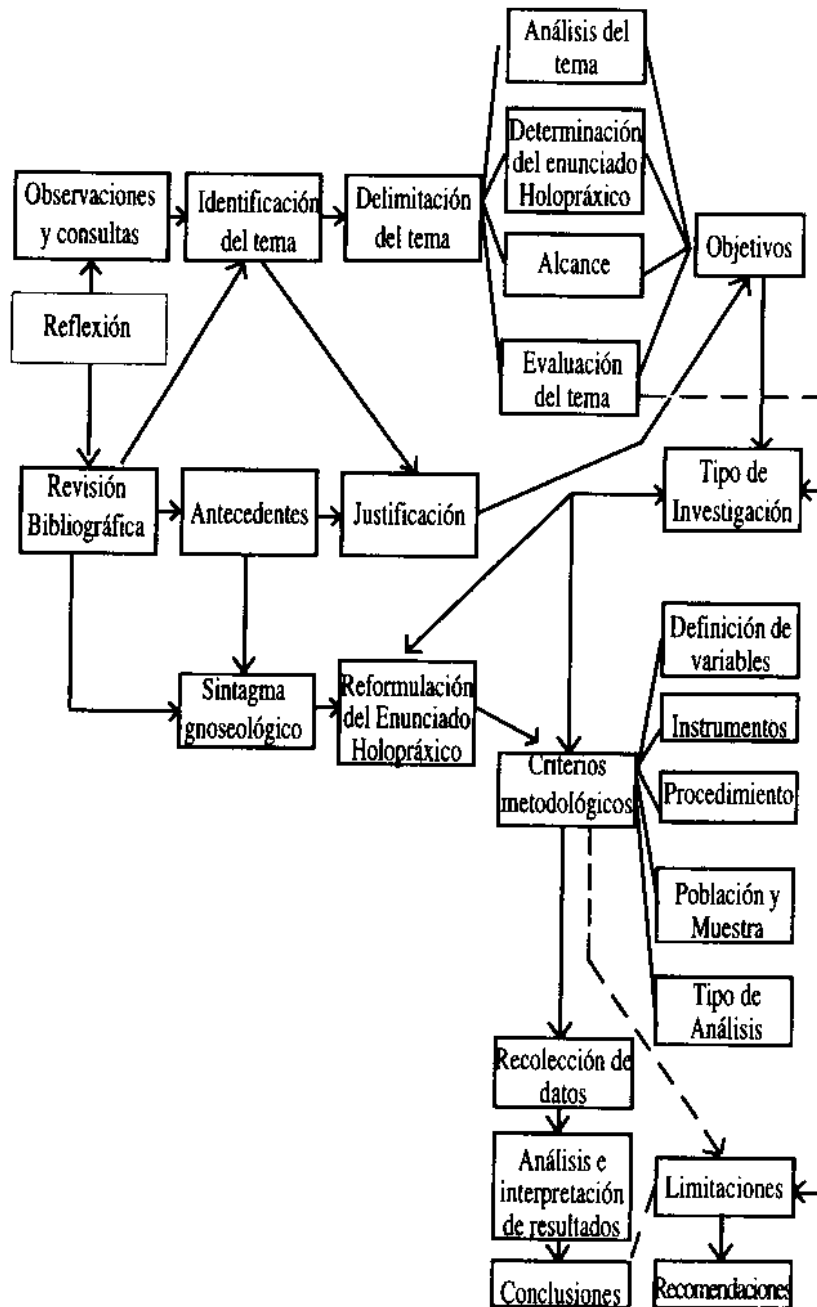 Análisis del
tema
Determinación
del enunciado
Holopráxico
Observaciones
y consultas
Identificación
del tema
Delimitación
del tema
Alcance
Objetivos
Reflexión
Evaluación
del tema
Revisión
Bibliográfica
Antecedentes
Justificación
Tipo de
Investigación
Sintagma
gnoseológico
Reformulación
del Enunciado
Holopráxico
Definición de
variables
Instrumentos
Criterios
metodológicos
Procedimiento
Población y
Muestra
Tipo de
Análisis
Recolección de
datos
Análisis e
interpretación
de resultados
Limitaciones
Conclusiones
Recomendaciones